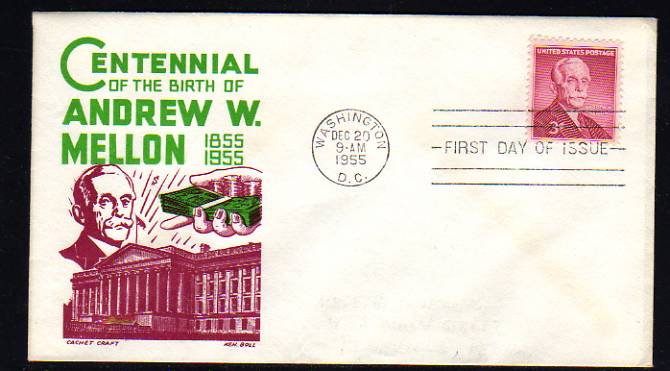 CENTENNIAL
OF THE BIRTH OF
ANDREW W.
MELLON 1855
1955
CACHET CRAFT
KEN BOLL
WASHINGTON
DEC 20
9-AM
1955
D.C.
UNITED STATES POSTAGE
3¢
FIRST DAY OF ISSUE